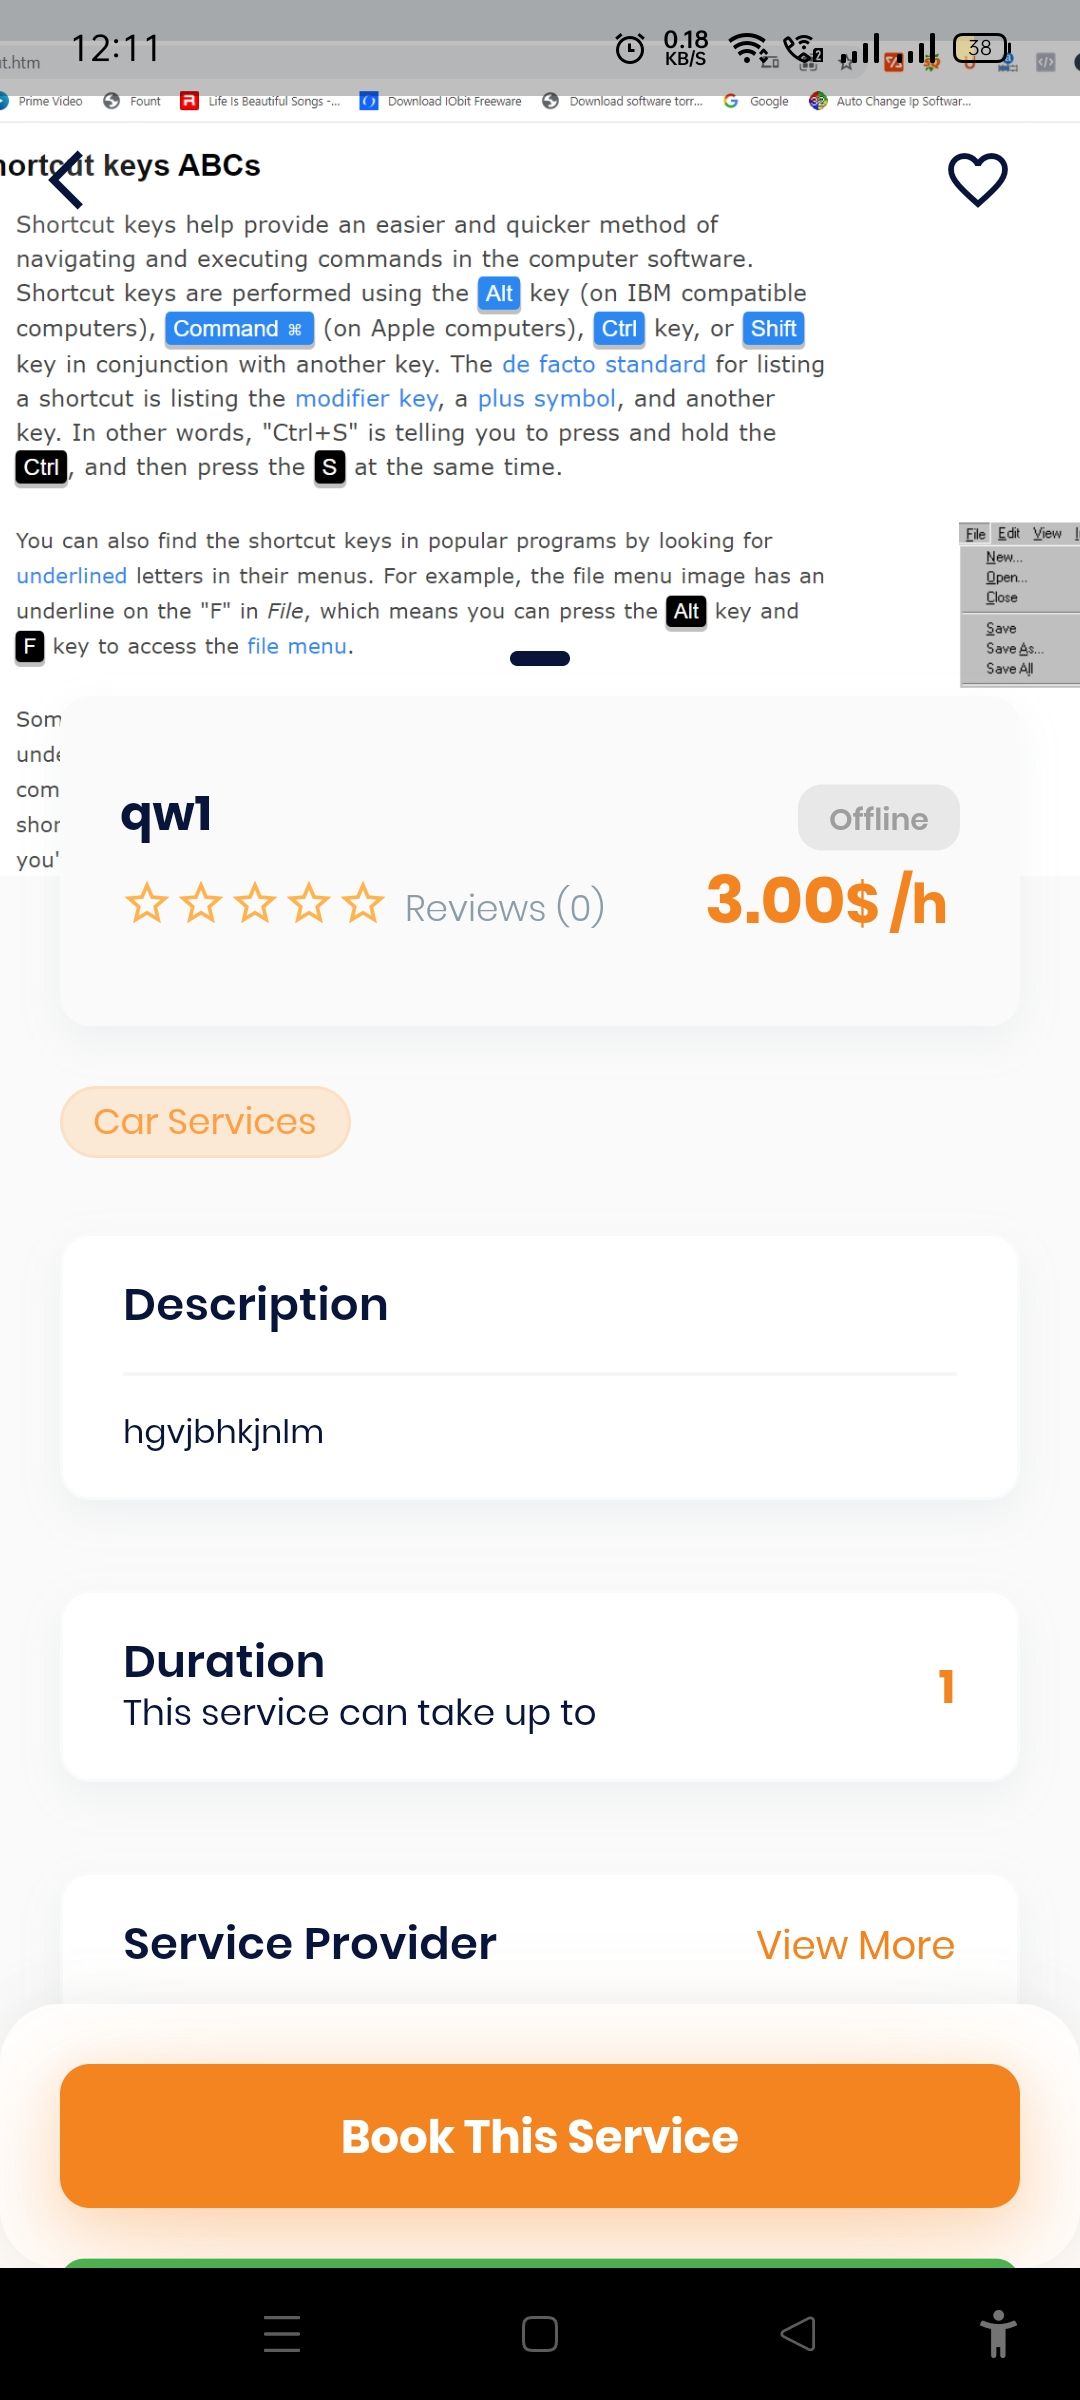 12:11
0.18
KB/S
38
t.htm
Prime Video
Fount
Life Is Beautiful Songs -...
Download IObit Freeware
Download software torr...
Google
Auto Change Ip Softwar...
hortcut keys ABCs
Shortcut keys help provide an easier and quicker method of
navigating and executing commands in the computer software.
Shortcut keys are performed using the Alt key (on IBM compatible
computers), Command ⌘ (on Apple computers), Ctrl key, or Shift
key in conjunction with another key. The de facto standard for listing
a shortcut is listing the modifier key, a plus symbol, and another
key. In other words, "Ctrl+S" is telling you to press and hold the
Ctrl, and then press the S at the same time.
You can also find the shortcut keys in popular programs by looking for
underlined letters in their menus. For example, the file menu image has an
underline on the "F" in File, which means you can press the Alt key and
F key to access the file menu.
File Edit View
New...
Open...
Close
Save
Save As...
Save All
Som
unde
com
shor
you'
qw1
Offline
Reviews (0)
3.00$ /h
Car Services
Description
hgvjbhkjnlm
Duration
This service can take up to
1
Service Provider
View More
Book This Service